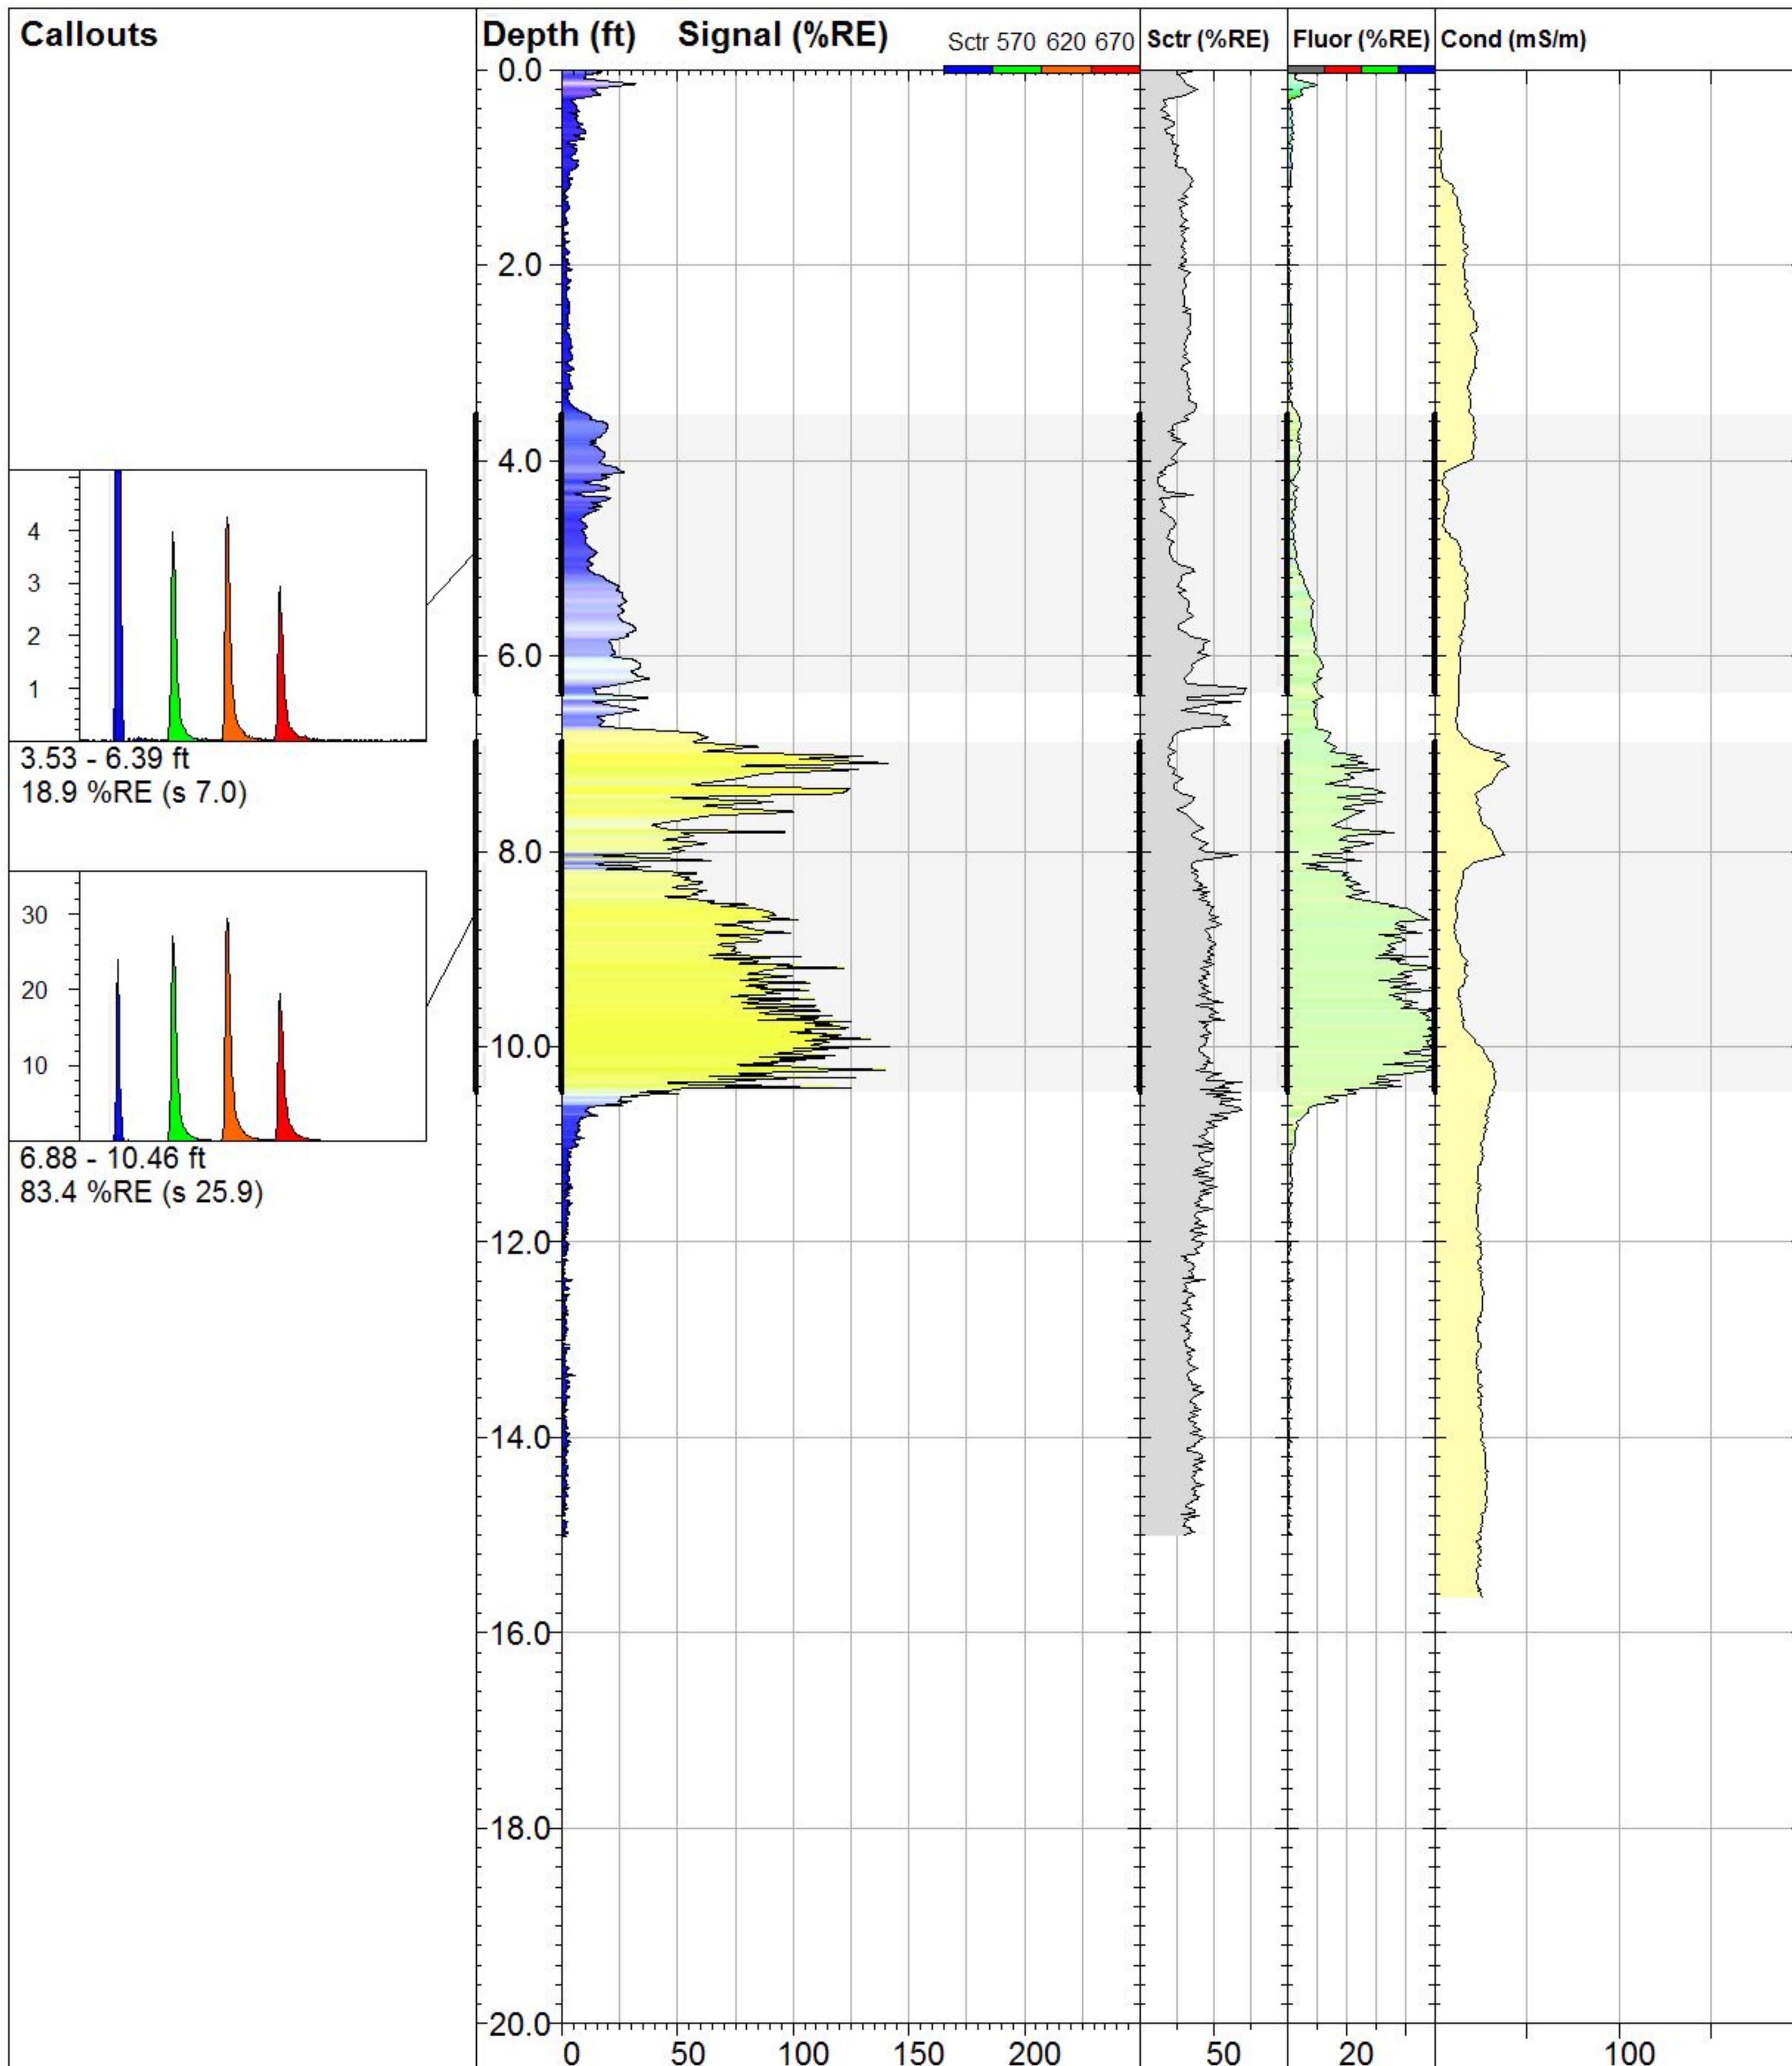 Callouts
Depth (ft) Signal (%RE) Sctr 570 620 670 Sctr (%RE) Fluor (%RE) Cond (mS/m)
0.0
2.0
4.0
4
3
2
1
3.53 - 6.39 ft
18.9 %RE (s 7.0)
6.0
8.0
30
20
10
6.88 - 10.46 ft
83.4 %RE (s 25.9)
10.0
12.0
14.0
16.0
18.0
20.0
0 50 100 150 200 50 20 100